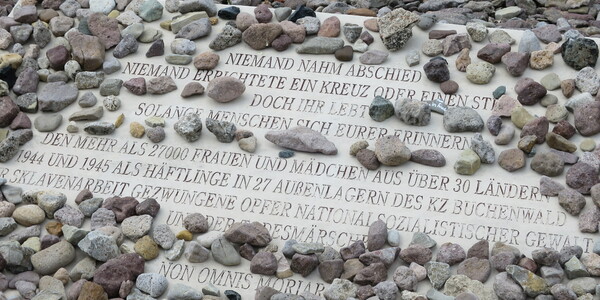 NIEMAND NAHM ABSCHIED
NIEMAND ERRICHTETE EIN KREUZ ODER EINEN
DOCH IHR LEBT
SOLANGE MENSCHEN SICH EURER ERINNERN
DEN MEHR ALS 27000 FRAUEN UND MÄDCHEN AUS ÜBER 30 LÄNDERN
1944 UND 1945 ALS HÄFTLINGE IN 27 AUSSENLAGERN DES KZ BUCHENWALD
SKLAVENARBEIT GEZWUNGENE OPFER NATIONALSOZIALISTISCHER GEWALT
UND DER TODESMÄRSCHE
NON OMNIS MORIAR